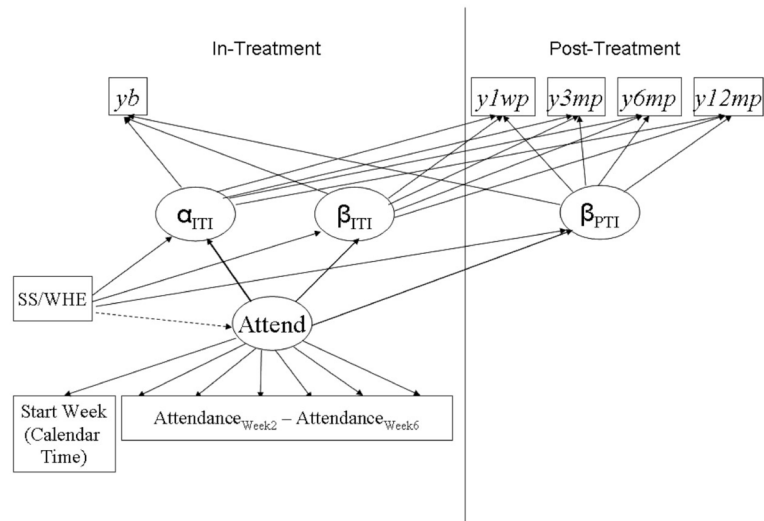 In-Treatment
Post-Treatment
yb
y1wp
y3mp
y6mp
y12mp
αITI
βITI
βPTI
SS/WHE
Attend
Start Week
(Calendar
Time)
AttendanceWeek2 – AttendanceWeek6